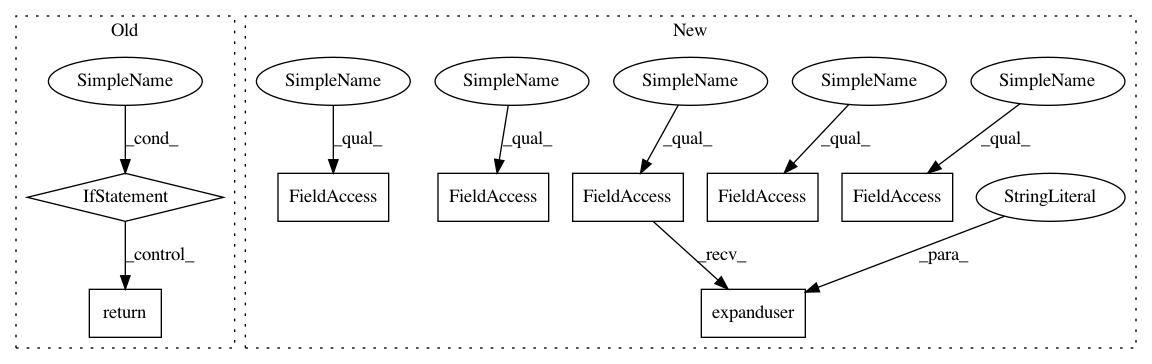 Old
New
SimpleName
SimpleName
SimpleName
SimpleName
SimpleName
SimpleName
_cond_
_qual_
_qual_
_qual_
_qual_
_qual_
IfStatement
FieldAccess
FieldAccess
FieldAccess
FieldAccess
FieldAccess
StringLiteral
_control_
_recv_
_para_
return
expanduser